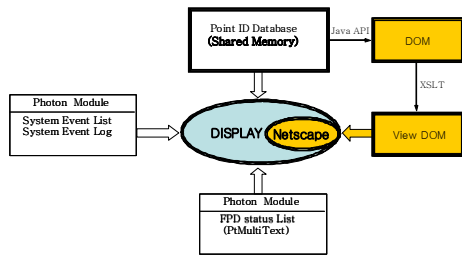 Point ID Database
(Shared Memory)
Java API
DOM
XSLT
Photon Module
System Event List
System Event Log
DISPLAY
Netscape
View DOM
Photon Module
FPD status List
(PtMultiText)